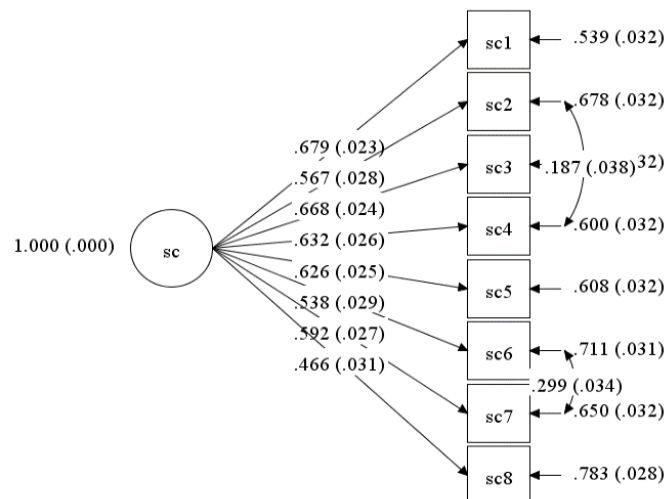 sc1
.539 (.032)
sc2
.678 (.032)
.679 (.023)
.567 (.028)
sc3
.187 (.038)
32)
.668 (.024)
.632 (.026)
sc4
.600 (.032)
1.000 (.000)
sc
.626 (.025)
sc5
.608 (.032)
.538 (.029)
.592 (.027)
sc6
.711 (.031)
.466 (.031)
.299 (.034)
sc7
.650 (.032)
sc8
.783 (.028)